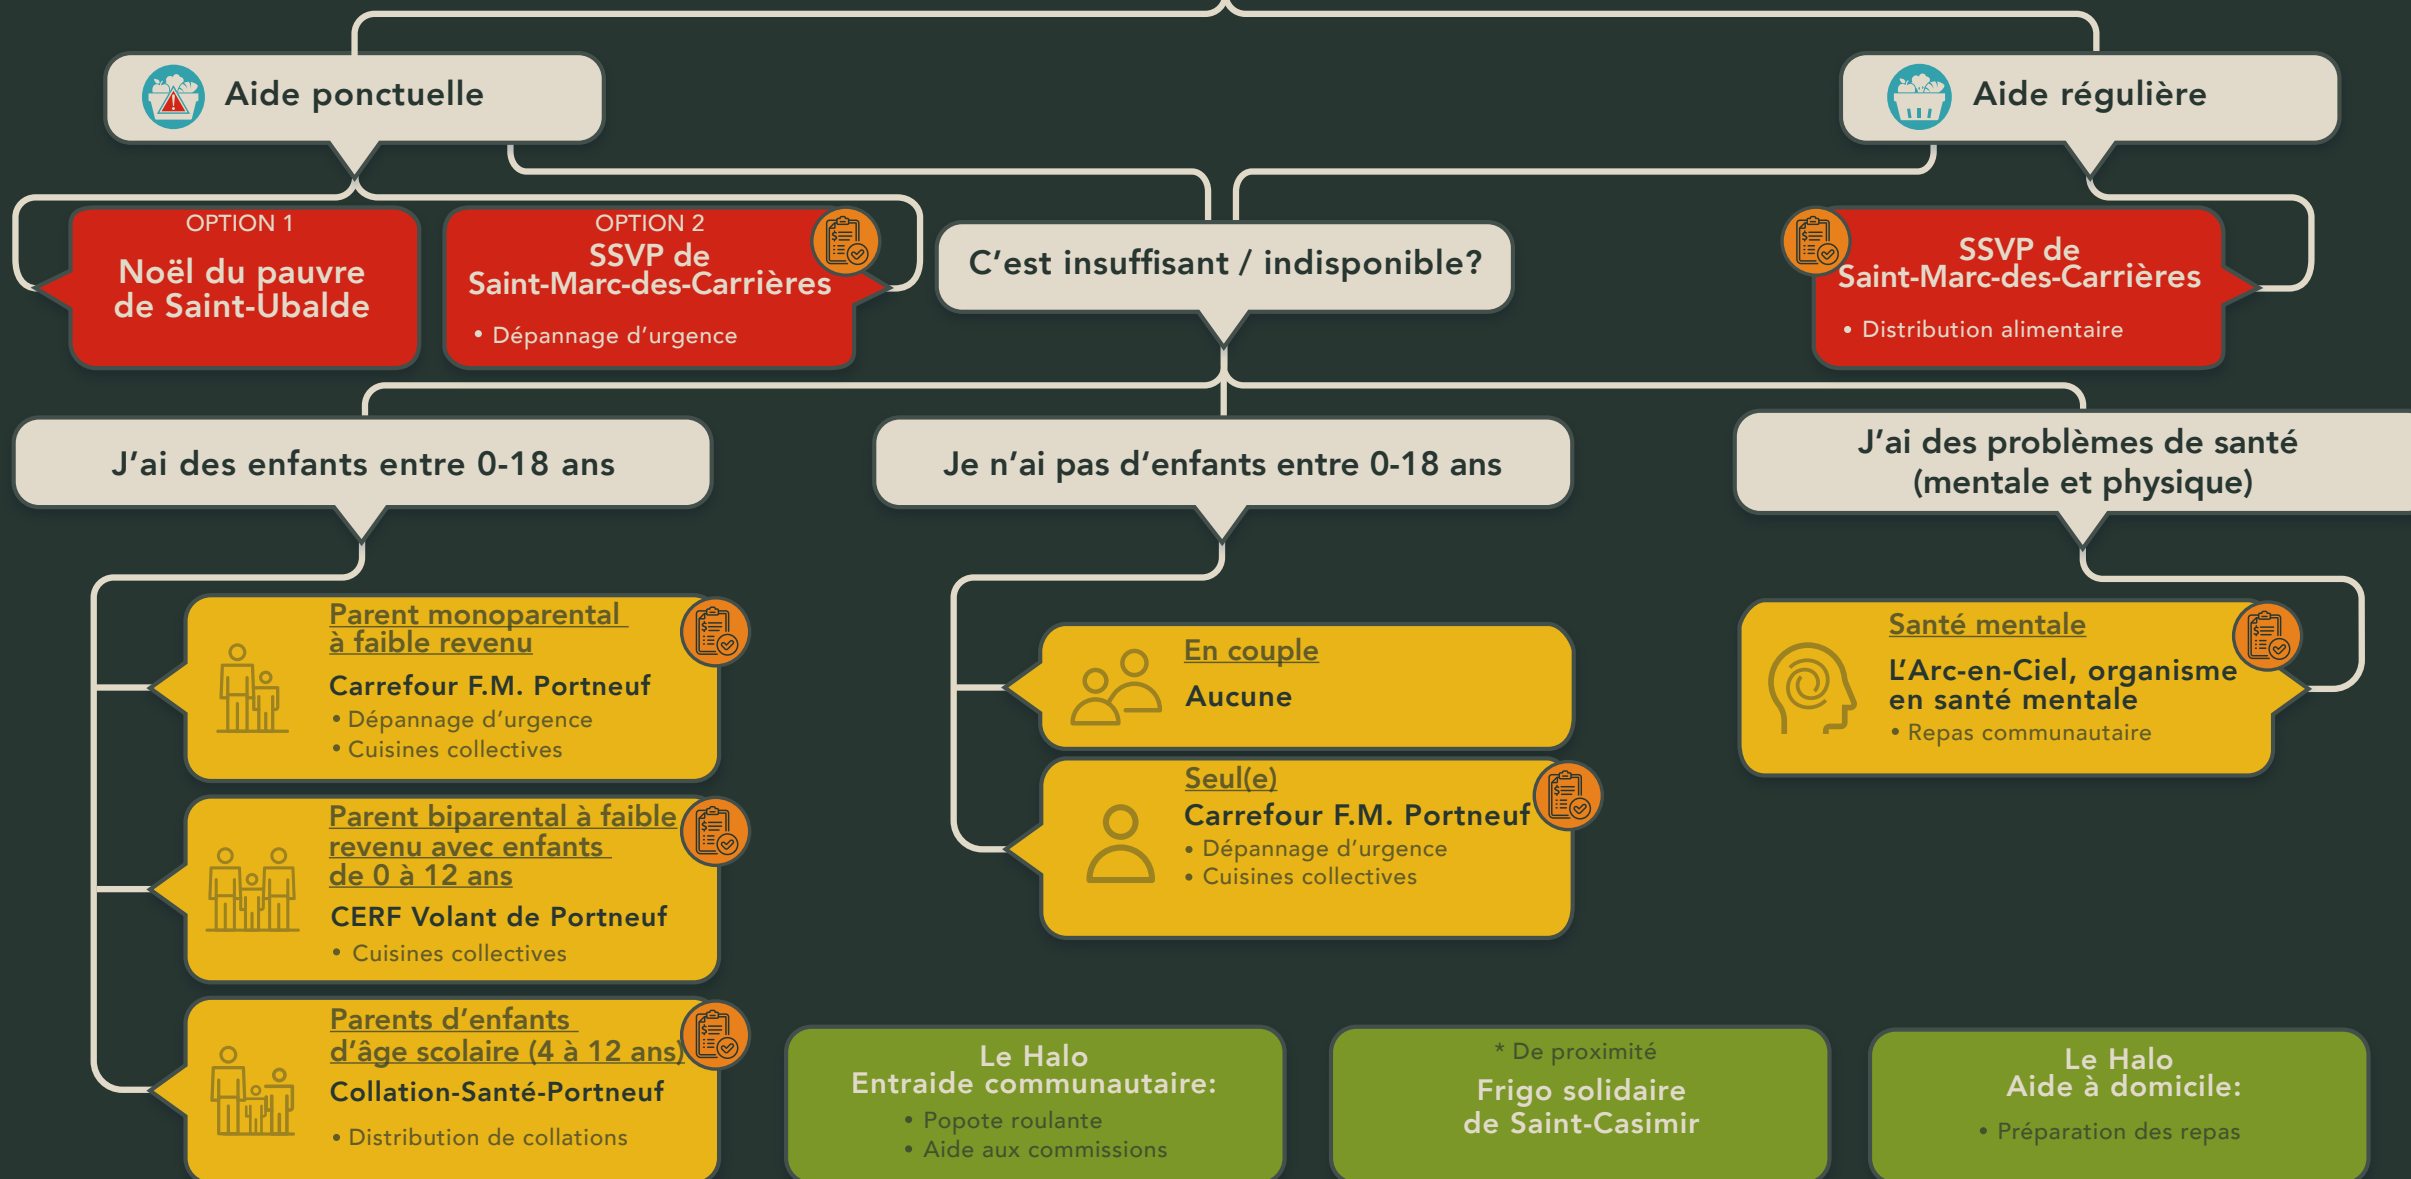 Aide ponctuelle
Aide régulière
OPTION 1
Noël du pauvre
de Saint-Ubalde
OPTION 2
SSVP de
Saint-Marc-des-Carrières
• Dépannage d'urgence
C'est insuffisant / indisponible?
SSVP de
Saint-Marc-des-Carrières
• Distribution alimentaire
J'ai des enfants entre 0-18 ans
Je n'ai pas d'enfants entre 0-18 ans
J'ai des problèmes de santé
(mentale et physique)
Parent monoparental
à faible revenu
Carrefour F.M. Portneuf
• Dépannage d'urgence
• Cuisines collectives
Parent biparental à faible
revenu avec enfants
de 0 à 12 ans
CERF Volant de Portneuf
• Cuisines collectives
Parents d'enfants
d'âge scolaire (4 à 12 ans)
Collation-Santé-Portneuf
• Distribution de collations
En couple
Aucune
Seul(e)
Carrefour F.M. Portneuf
• Dépannage d'urgence
• Cuisines collectives
Santé mentale
L'Arc-en-Ciel, organisme
en santé mentale
• Repas communautaire
Le Halo
Entraide communautaire:
• Popote roulante
• Aide aux commissions
* De proximité
Frigo solidaire
de Saint-Casimir
Le Halo
Aide à domicile:
• Préparation des repas